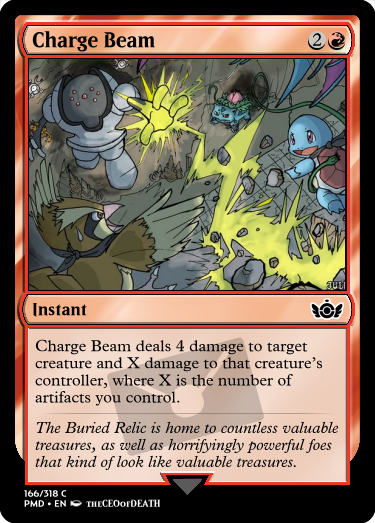 Charge Beam 2
JULI
Instant
Charge Beam deals 4 damage to target
creature and X damage to that creature's
controller, where X is the number of
artifacts you control.
The Buried Relic is home to countless valuable
treasures, as well as horrifyingly powerful foes
that kind of look like valuable treasures.
166/318 C
PMD • EN THECEOOFDEATH